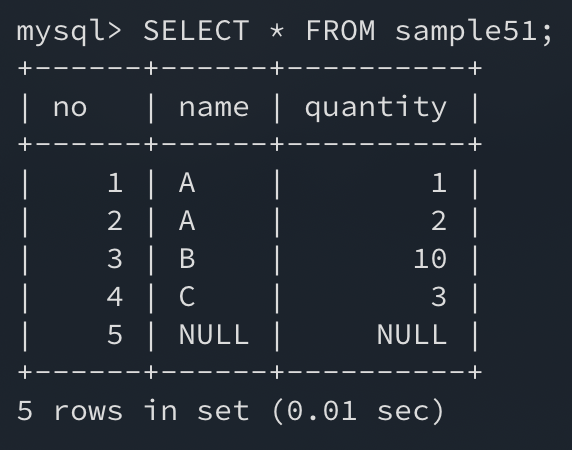 mysql> SELECT * FROM sample51;
+------+------+----------+
| no   | name | quantity |
+------+------+----------+
|    1 | A    |        1 |
|    2 | A    |        2 |
|    3 | B    |       10 |
|    4 | C    |        3 |
|    5 | NULL |     NULL |
+------+------+----------+
5 rows in set (0.01 sec)